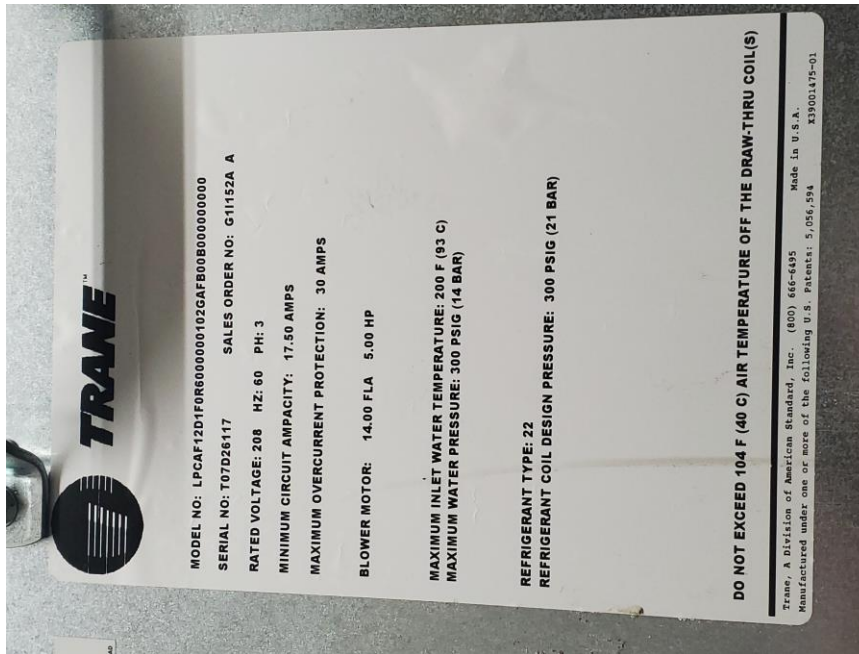 TRANE™
MODEL NO: LPCAF12D1F0R6000000102GAFB00B000000000
SERIAL NO: T07D26117 SALES ORDER NO: G1I152A A
RATED VOLTAGE: 208 HZ: 60 PH: 3
MINIMUM CIRCUIT AMPACITY: 17.50 AMPS
MAXIMUM OVERCURRENT PROTECTION: 30 AMPS
BLOWER MOTOR: 14.00 FLA 5.00 HP
MAXIMUM INLET WATER TEMPERATURE: 200 F (93 C)
MAXIMUM WATER PRESSURE: 300 PSIG (14 BAR)
REFRIGERANT TYPE: 22
REFRIGERANT COIL DESIGN PRESSURE: 300 PSIG (21 BAR)
DO NOT EXCEED 104 F (40 C) AIR TEMPERATURE OFF THE DRAW-THRU COIL(S)
Trane, A Division of American Standard, Inc. (800) 666-6495 Made in U.S.A.
Manufactured under one or more of the following U.S. Patents: 5,056,594 X39001475-01